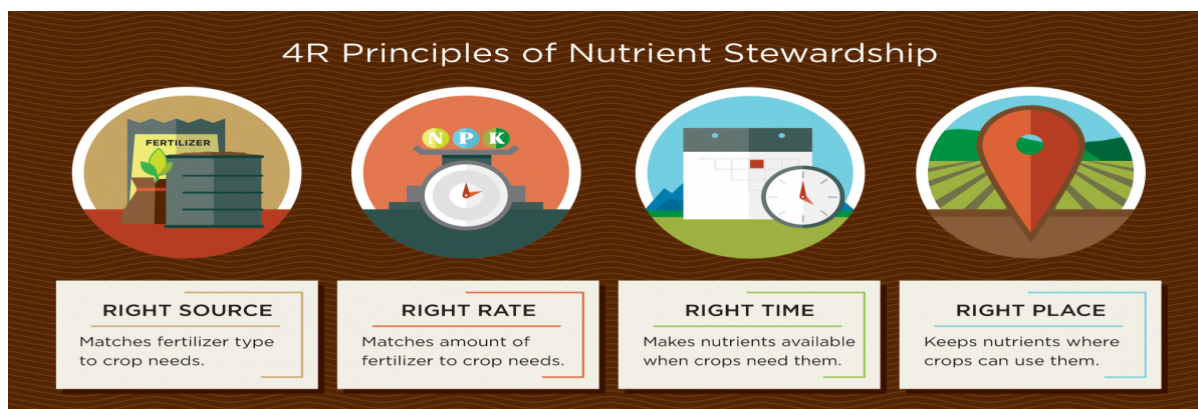 4R Principles of Nutrient Stewardship
FERTILIZER
N P K
RIGHT SOURCE
Matches fertilizer type
to crop needs.
RIGHT RATE
Matches amount of
fertilizer to crop needs.
RIGHT TIME
Makes nutrients available
when crops need them.
RIGHT PLACE
Keeps nutrients where
crops can use them.